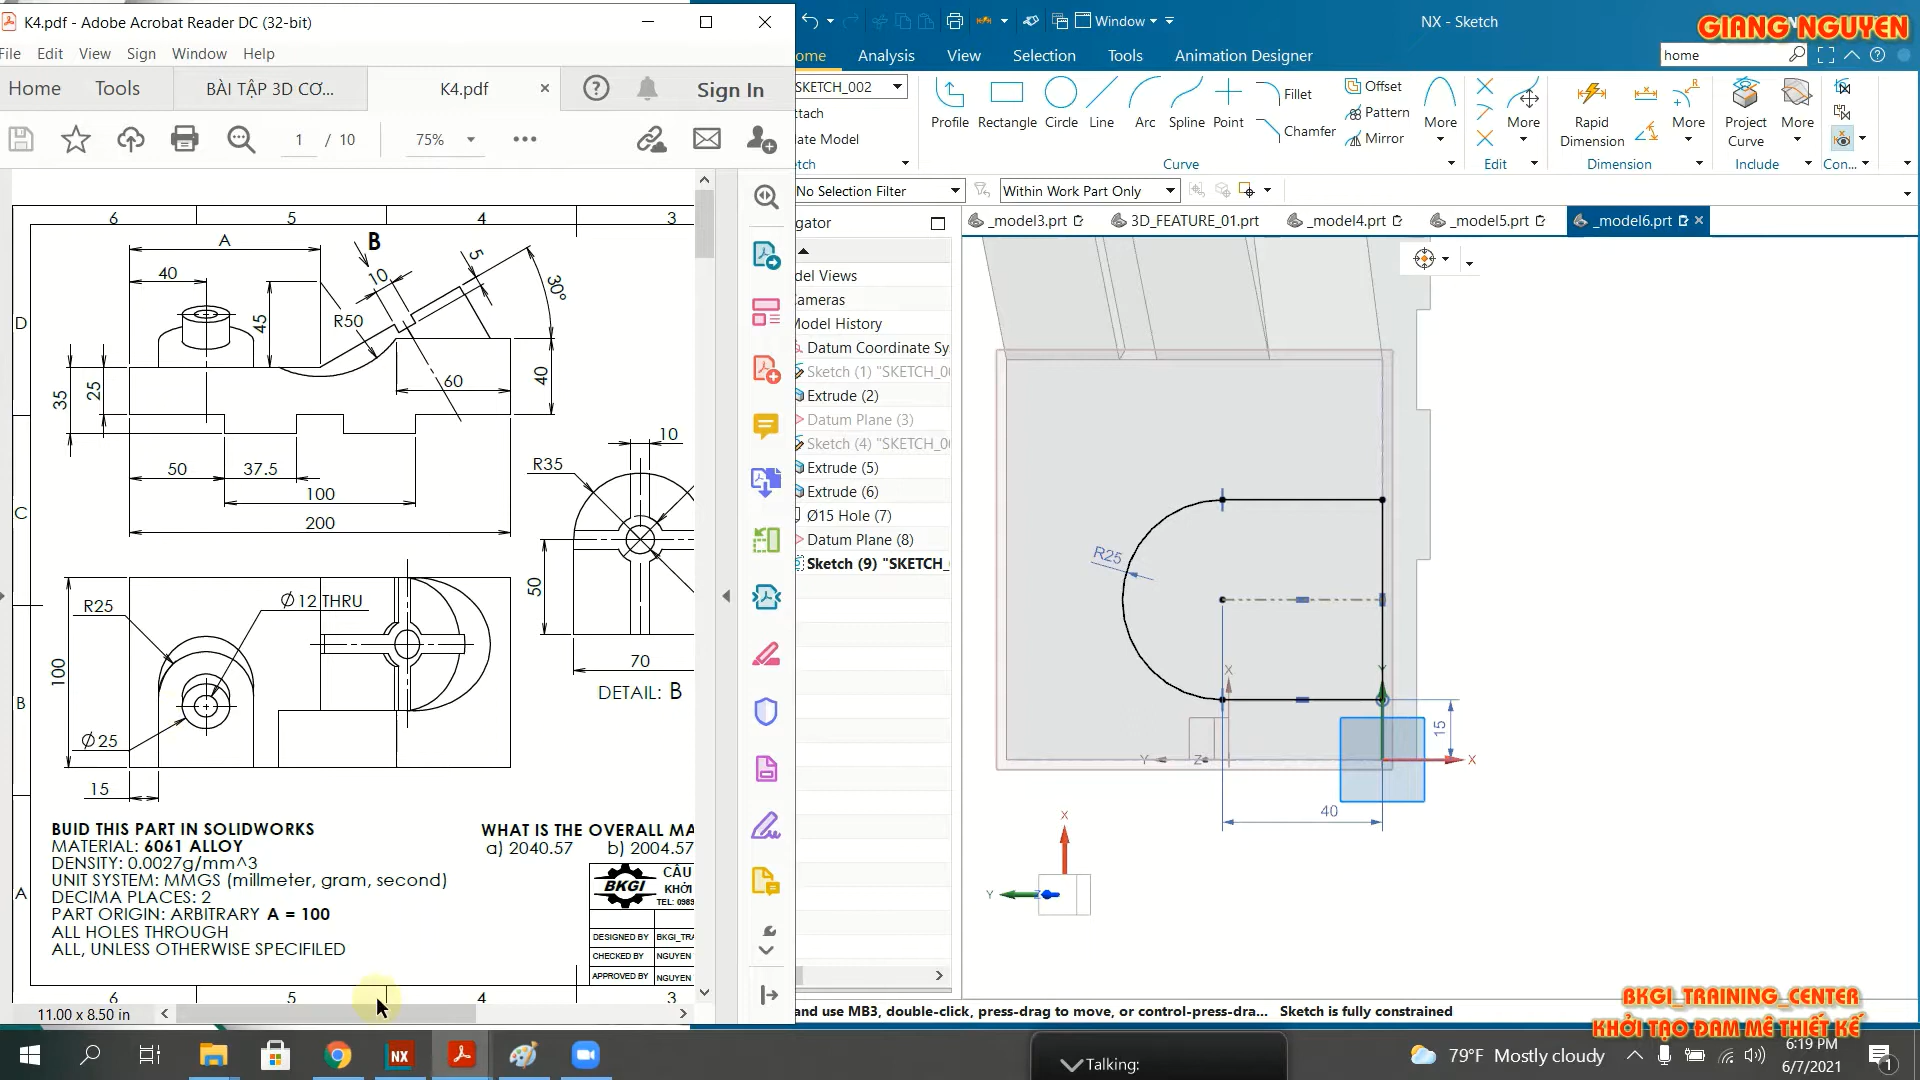 K4.pdf - Adobe Acrobat Reader DC (32-bit)
File Edit View Sign Window Help
Home Tools BÀI TẬP 3D CƠ... K4.pdf Sign In
1 / 10 75%
6 5 4 3
A
B
40
10
5
30°
D
R50
45
35
25
60
40
10
R35
50 37.5
100
C
200
50
R25
Ø12 THRU
100
70
DETAIL: B
B
Ø25
15
BUID THIS PART IN SOLIDWORKS
MATERIAL: 6061 ALLOY
DENSITY: 0.0027g/mm^3
UNIT SYSTEM: MMGS (millmeter, gram, second)
DECIMA PLACES: 2
PART ORIGIN: ARBITRARY A = 100
ALL HOLES THROUGH
ALL, UNLESS OTHERWISE SPECIFILED
A
WHAT IS THE OVERALL MA
a) 2040.57 b) 2004.57
BKGI
CÂU
KHỞI
TEL: 0989
DESIGNED BY BKGI_TRA
CHECKED BY NGUYEN
APPROVED BY NGUYEN
6 5 4 3
11.00 x 8.50 in
Window
NX - Sketch
GIANG NGUYEN
ome Analysis View Selection Tools Animation Designer
home
SKETCH_002
ttach
late Model
tch
Profile Rectangle Circle Line Arc Spline Point
Fillet
Chamfer
Offset
Pattern
Mirror
More
Curve
More
Edit
Rapid
Dimension
More
Dimension
Project
Curve
More
Include
Con...
No Selection Filter
Within Work Part Only
gator
_model3.prt 3D_FEATURE_01.prt _model4.prt _model5.prt _model6.prt
del Views
Cameras
Model History
Datum Coordinate Sy
Sketch (1) "SKETCH_0
Extrude (2)
Datum Plane (3)
Sketch (4) "SKETCH_0
Extrude (5)
Extrude (6)
Ø15 Hole (7)
Datum Plane (8)
Sketch (9) "SKETCH_
R25
X
Y
Y
Z
X
15
40
X
Y
Z
and use MB3, double-click, press-drag to move, or control-press-dra... Sketch is fully constrained
BKGI_TRAINING_CENTER
KHỞI TẠO ĐAM MÊ THIẾT KẾ
NX
Talking:
79°F Mostly cloudy
6:19 PM
6/7/2021
1